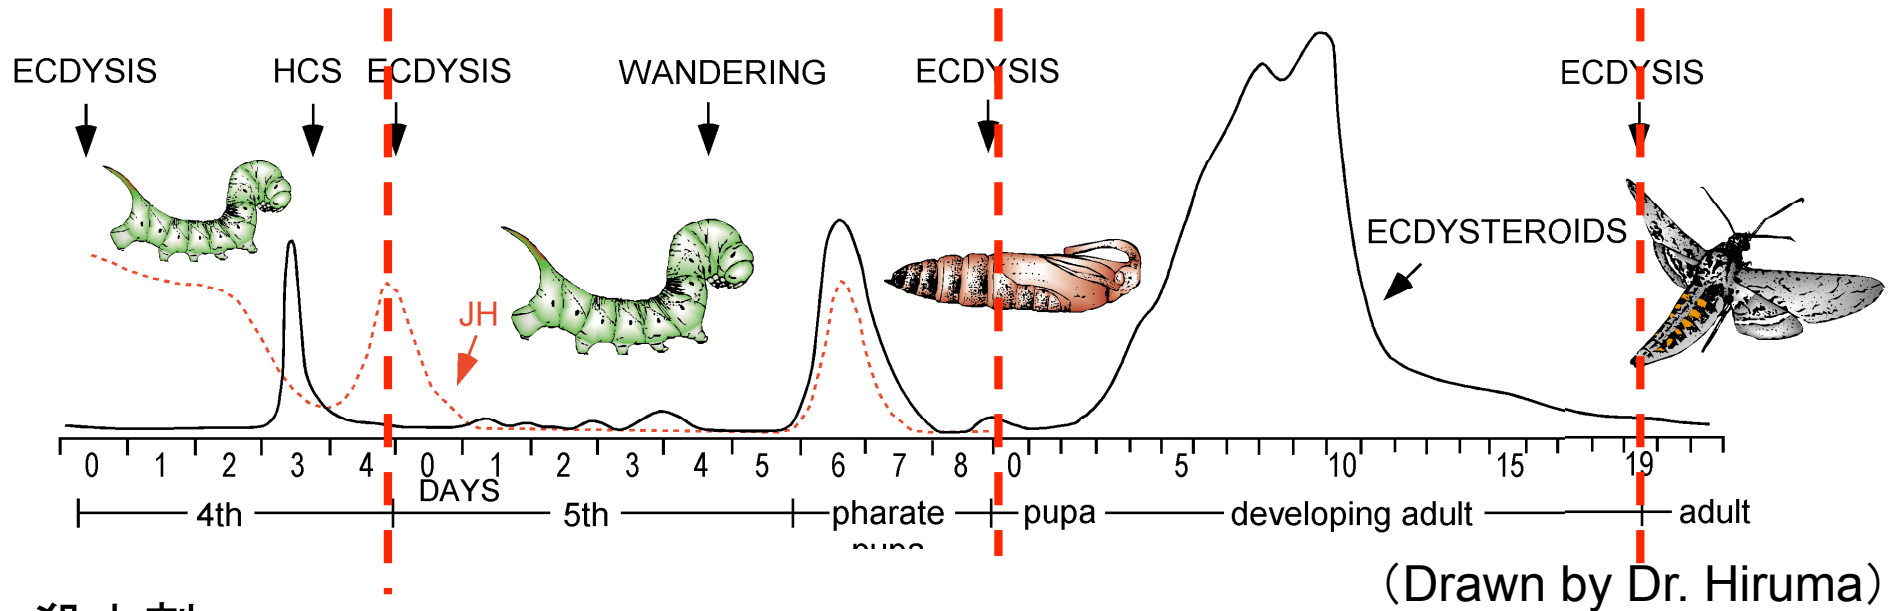 ECDYSIS HCS ECDYSIS WANDERING ECDYSIS ECDYSIS
ECDYSTEROIDS
JH
0 1 2 3 4 0 1 2 3 4 5 6 7 8 0 5 10 15 19
DAYS
4th 5th pharate pupa developing adult adult
pupa
(Drawn by Dr. Hiruma)